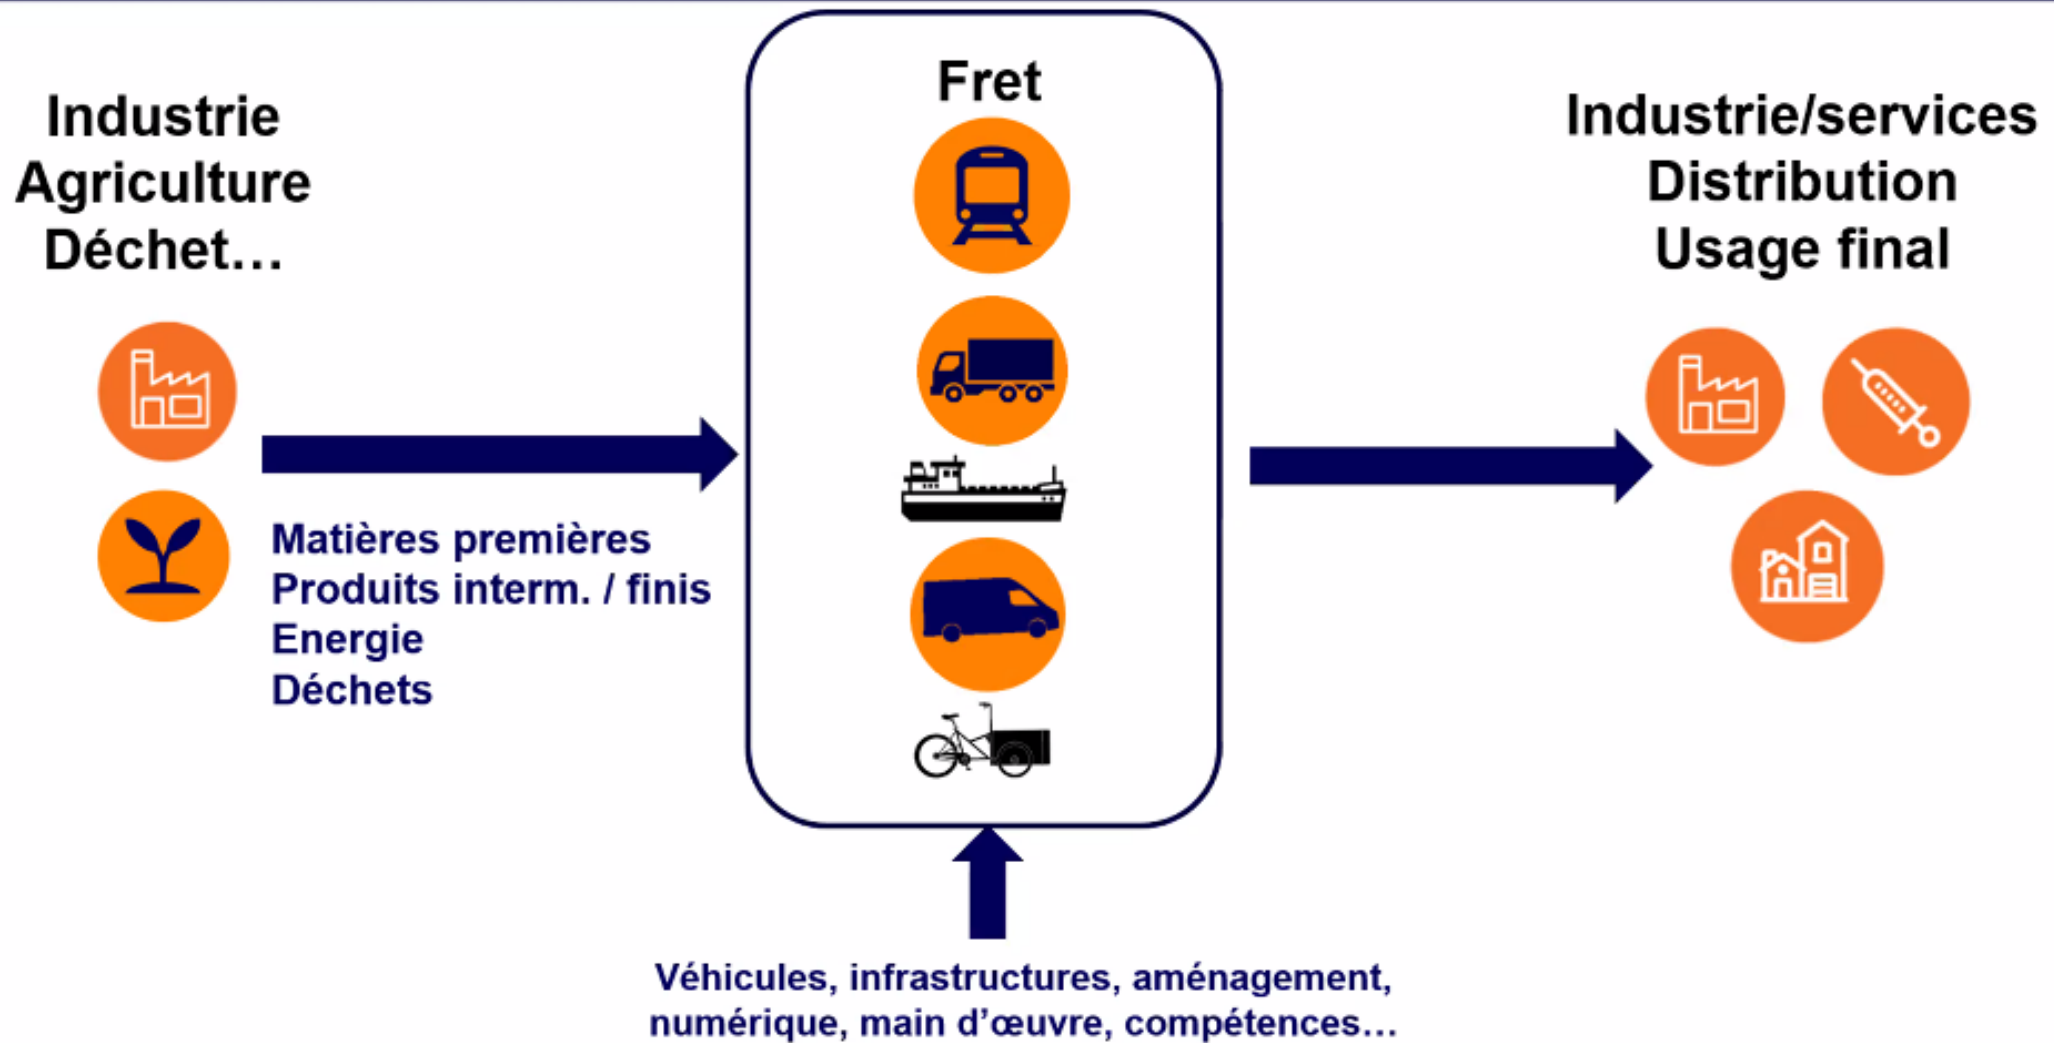 Industrie
Agriculture
Déchet…
Fret
Industrie/services
Distribution
Usage final
Matières premières
Produits interm. / finis
Energie
Déchets
Véhicules, infrastructures, aménagement,
numérique, main d’œuvre, compétences…